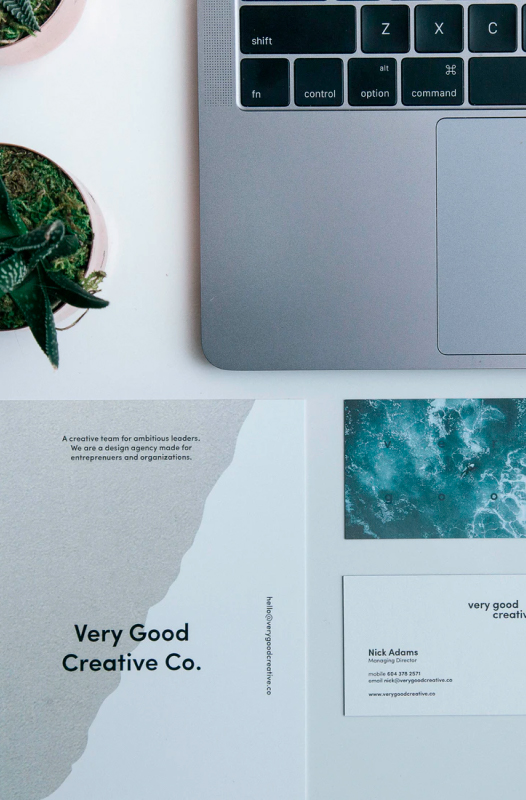 shift
Z
X
C
alt
⌘
fn
control
option
command
A creative team for ambitious leaders.
We are a design agency made for
entreprenuers and organizations.
Very Good
Creative Co.
hello@verygoodcreative.co
very good
creativ
Nick Adams
Managing Director
mobile 604 378 2571
email nick@verygoodcreative.co
www.verygoodcreative.co